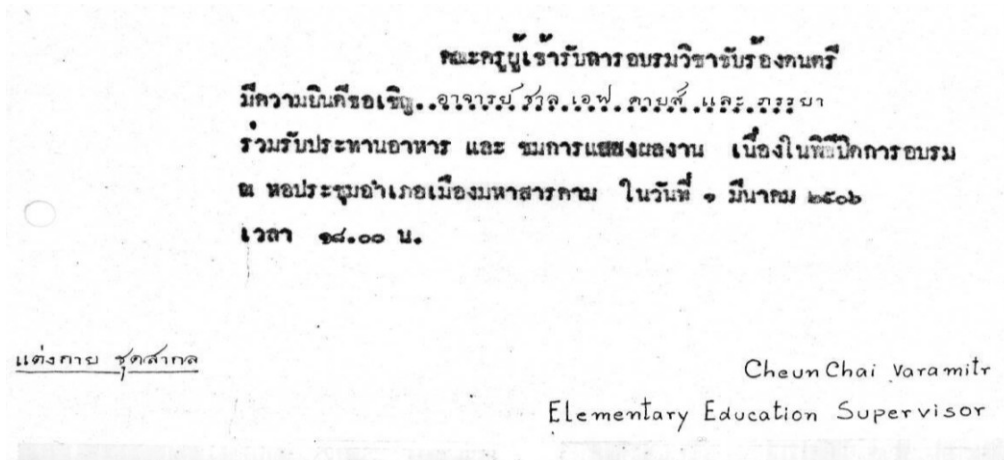 คณะครูผู้เข้ารับการอบรมวิชาขับร้องดนตรี
มีความยินดีขอเชิญ..อาจารย์ ชาล เอฟ คายส์ และ ภรรยา
ร่วมรับประทานอาหาร และ ชมการแสดงผลงาน เนื่องในพิธีปิดการอบรม
ณ หอประชุมอำเภอเมืองมหาสารคาม ในวันที่ ๑ มีนาคม ๒๕๐๖
เวลา ๑๘.๐๐ น.
แต่งกาย ชุดสากล
CheunChai Varamitr
Elementary Education Supervisor